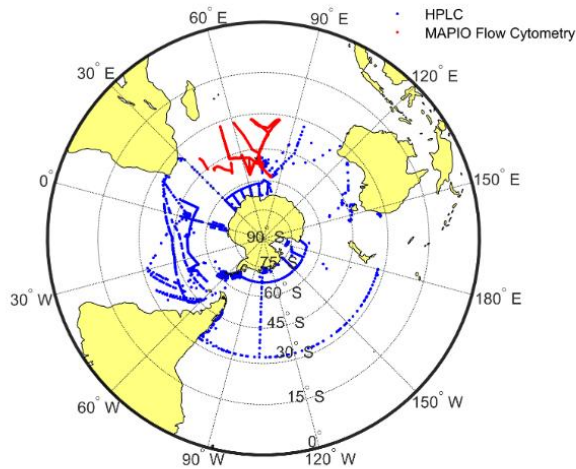 HPLC
MAPIO Flow Cytometry
60° E
90° E
30° E
120° E
0°
150° E
30° W
180° E
60° W
150° W
90° W
120° W
90° S
75° S
60° S
45° S
30° S
15° S
0°